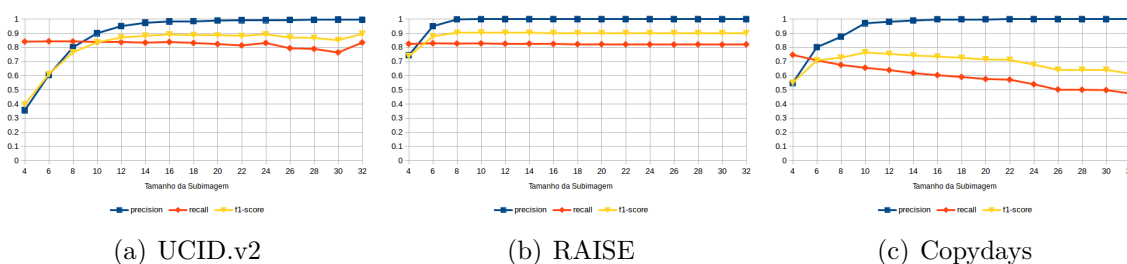 1
0.9
0.8
0.7
0.6
0.5
0.4
0.3
0.2
0.1
0
4 6 8 10 12 14 16 18 20 22 24 26 28 30 32
Tamanho da Subimagem
precision recall f1-score
(a) UCID.v2
1
0.9
0.8
0.7
0.6
0.5
0.4
0.3
0.2
0.1
0
4 6 8 10 12 14 16 18 20 22 24 26 28 30 32
Tamanho da Subimagem
precision recall f1-score
(b) RAISE
1
0.9
0.8
0.7
0.6
0.5
0.4
0.3
0.2
0.1
0
4 6 8 10 12 14 16 18 20 22 24 26 28 30
Tamanho da Subimagem
precision recall f1-score
(c) Copydays